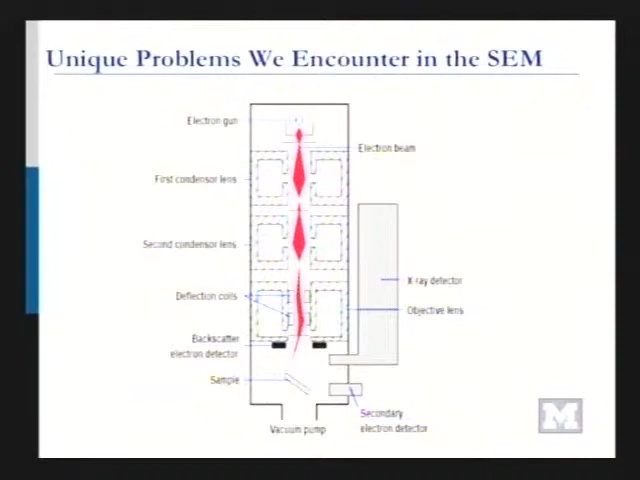 Unique Problems We Encounter in the SEM
Electron gun
Electron beam
First condensor lens
Second condensor lens
X-ray detector
Deflection coils
Objective lens
Backscatter
electron detector
Sample
Secondary
electron detector
Vacuum pump
M